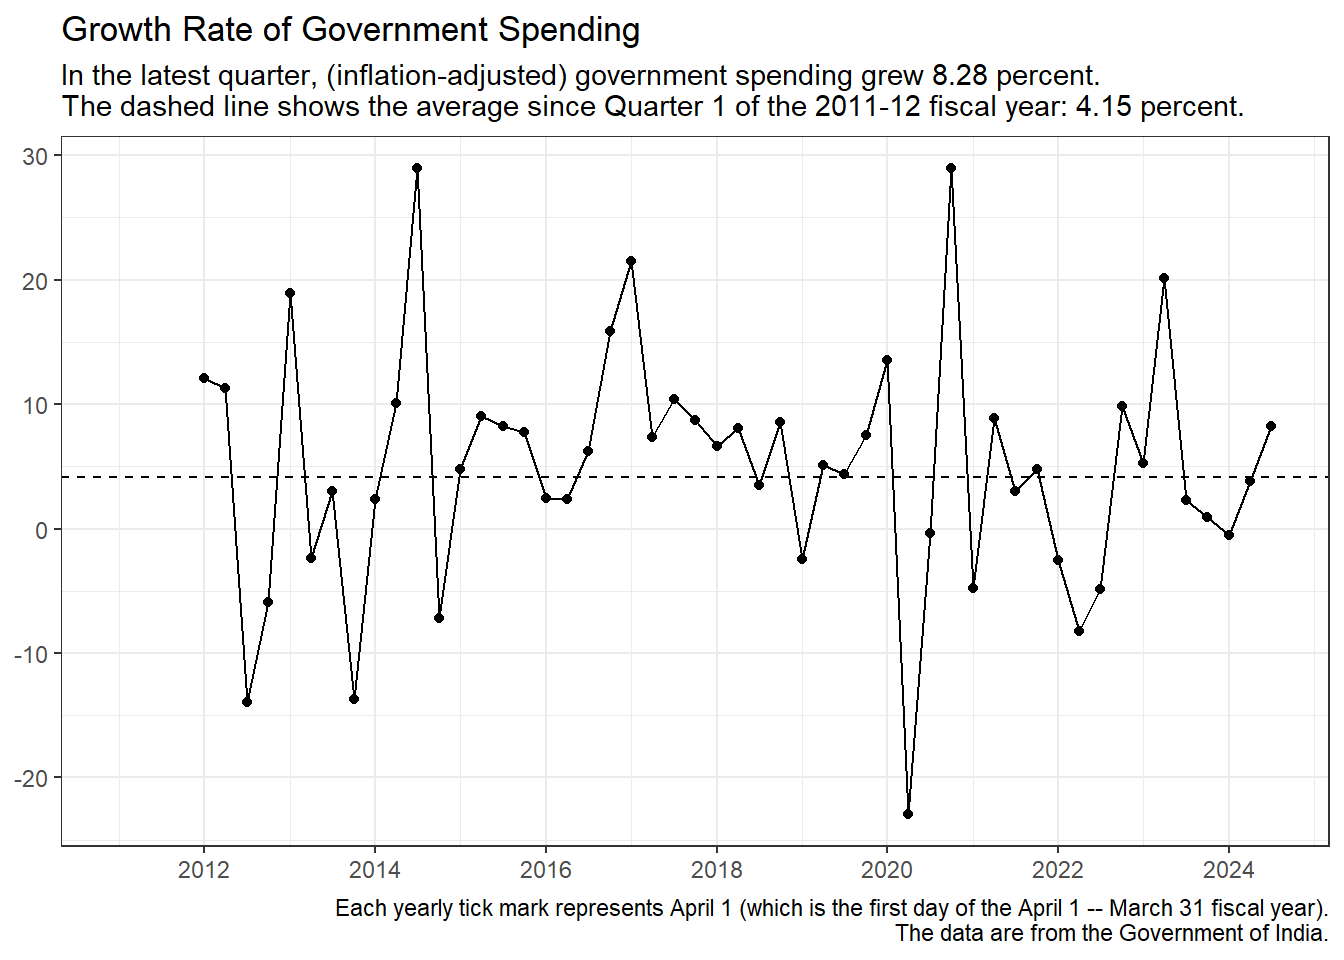 Growth Rate of Government Spending
In the latest quarter, (inflation-adjusted) government spending grew 8.28 percent.
The dashed line shows the average since Quarter 1 of the 2011-12 fiscal year: 4.15 percent.
30
20
10
0
-10
-20
2012 2014 2016 2018 2020 2022 2024
Each yearly tick mark represents April 1 (which is the first day of the April 1 -- March 31 fiscal year).
The data are from the Government of India.